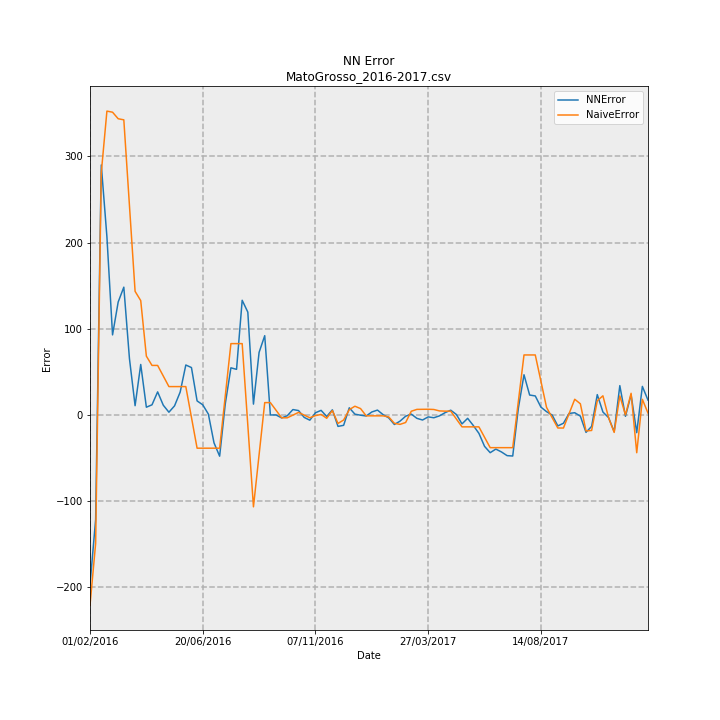 NN Error
MatoGrosso_2016-2017.csv
NNError
NaiveError
300
200
100
0
−100
−200
Error
01/02/2016 20/06/2016 07/11/2016 27/03/2017 14/08/2017
Date